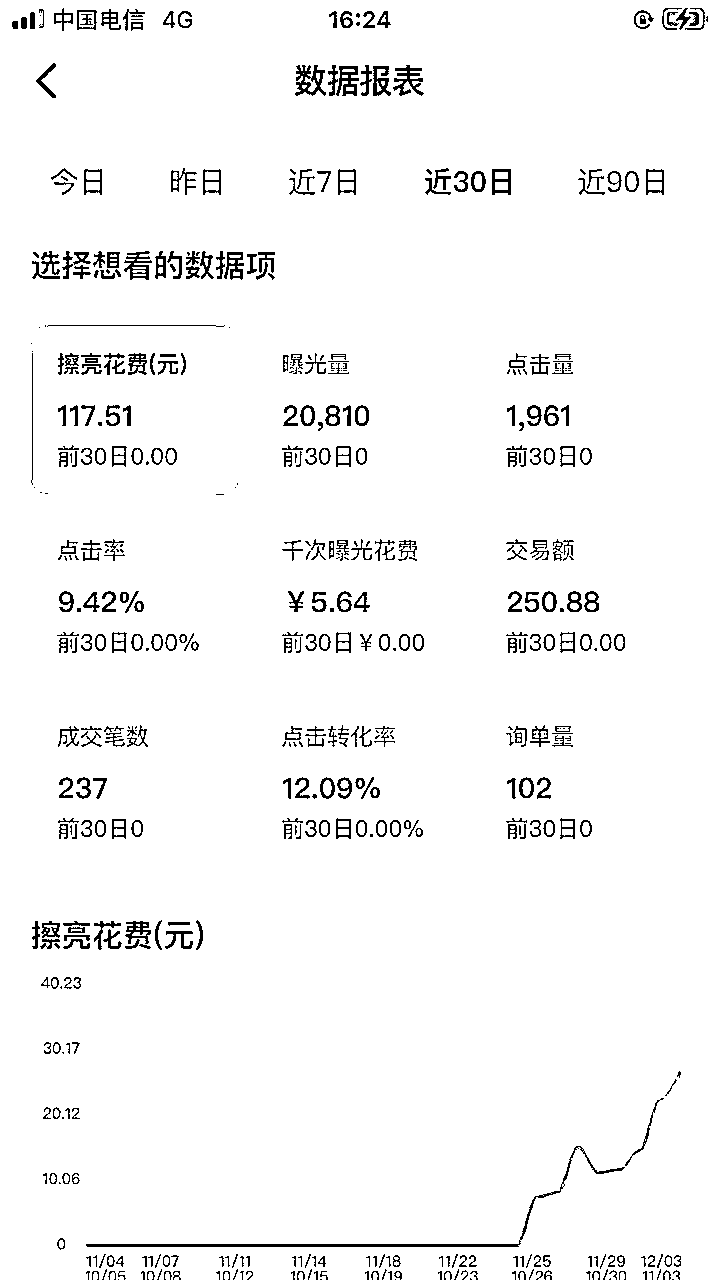 中国电信 4G 16:24
数据报表
今日 昨日 近7日 近30日 近90日
选择想看的数据项
擦亮花费(元) 曝光量 点击量
117.51 20,810 1,961
前30日0.00 前30日0 前30日0
点击率 千次曝光花费 交易额
9.42% ¥5.64 250.88
前30日0.00% 前30日¥0.00 前30日0.00
成交笔数 点击转化率 询单量
237 12.09% 102
前30日0 前30日0.00% 前30日0
擦亮花费(元)
40.23
30.17
20.12
10.06
0
11/04 11/07 11/11 11/14 11/18 11/22 11/25 11/29 12/03
10/05 10/08 10/12 10/15 10/19 10/23 10/26 10/30 11/03